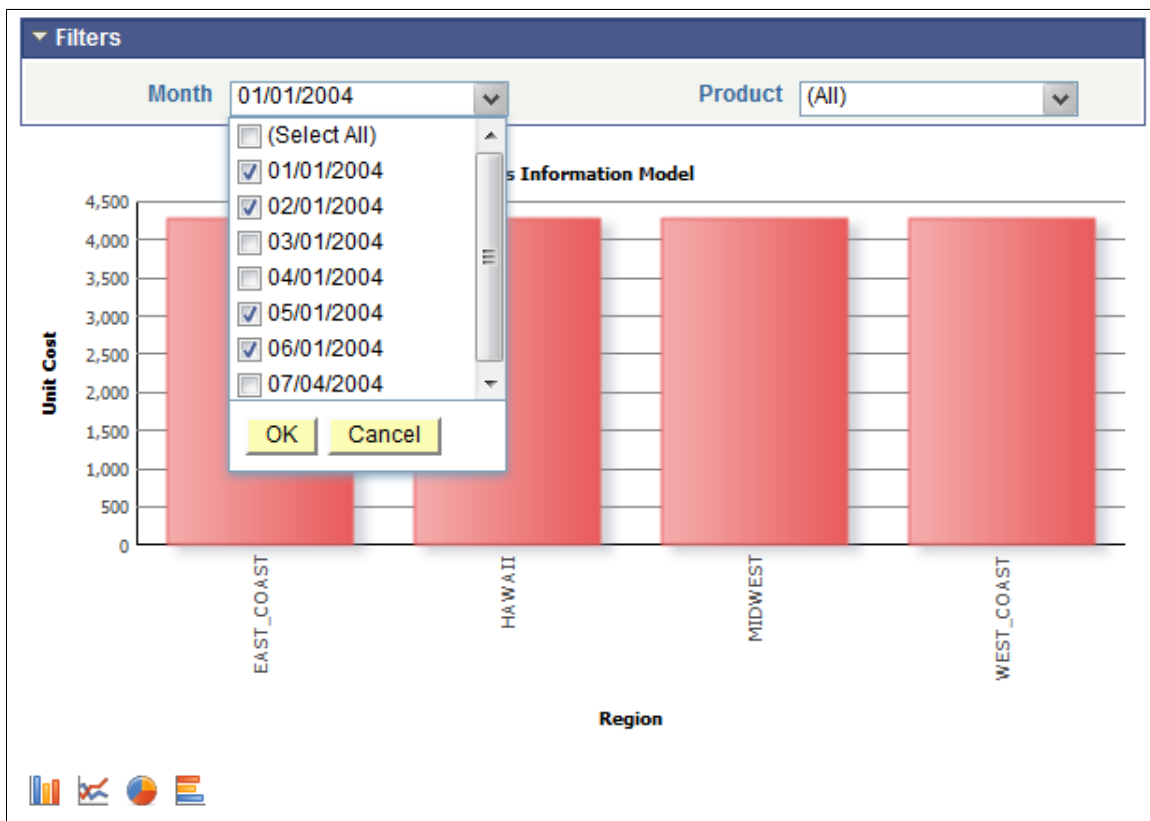 Filters
Month 01/01/2004 Product (All)
(Select All)
01/01/2004
02/01/2004
03/01/2004
04/01/2004
05/01/2004
06/01/2004
07/04/2004
OK Cancel
s Information Model
Unit Cost
4,500
4,000
3,500
3,000
2,500
2,000
1,500
1,000
500
0
EAST_COAST
HAWAII
MIDWEST
WEST_COAST
Region